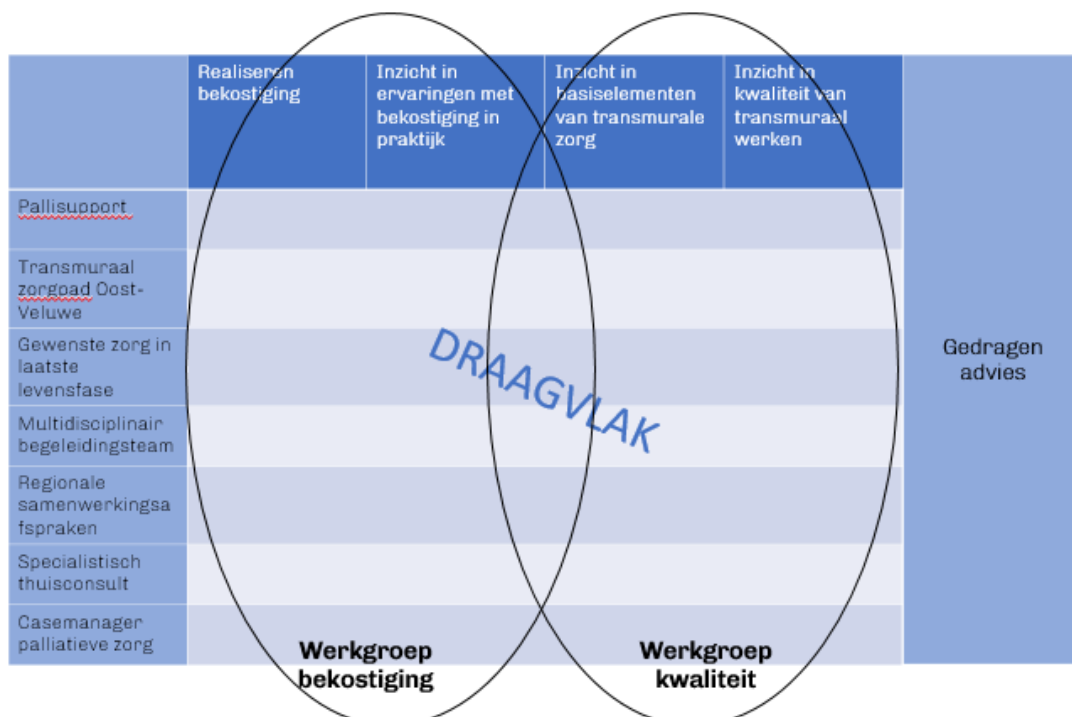 Realiseren
bekostiging
Inzicht in
ervaringen met
bekostiging in
praktijk
Inzicht in
basiselementen
van transmurale
zorg
Inzicht in
kwaliteit van
transmuraal
werken
Pallisupport
Transmuraal
zorgpad Oost-
Veluwe
Gewenste zorg in
laatste
levensfase
Multidisciplinair
begeleidingsteam
Regionale
samenwerkingsa
fspraken
Specialistisch
thuisconsult
Casemanager
palliatieve zorg
DRAAGVLAK
Gedragen
advies
Werkgroep
bekostiging
Werkgroep
kwaliteit